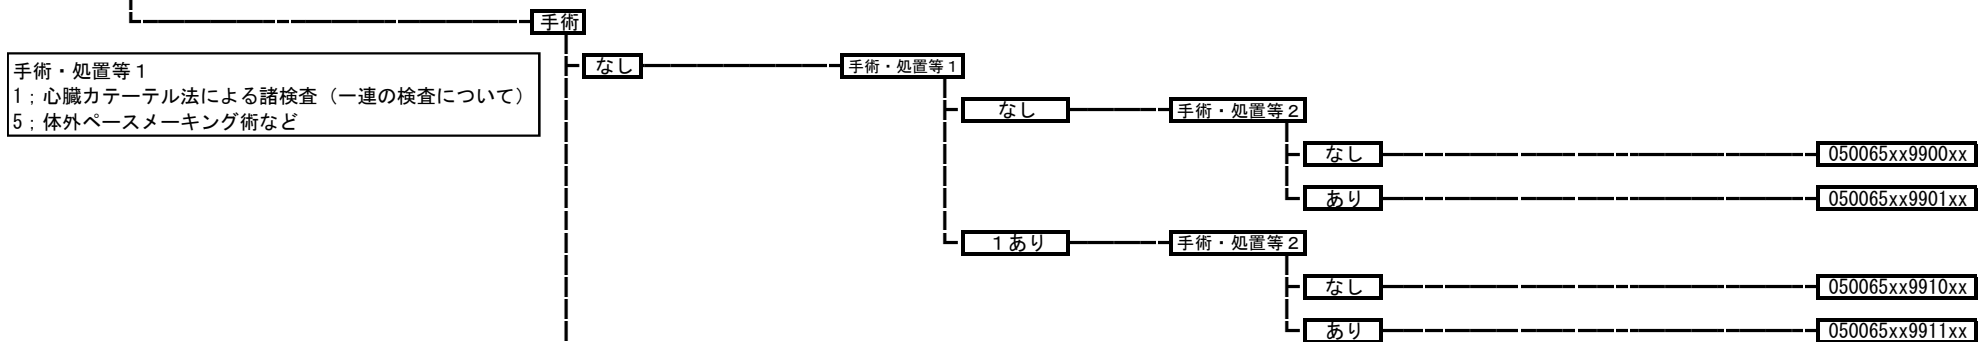 手術
手術・処置等1
1;心臓カテーテル法による諸検査(一連の検査について)
5;体外ペースメーキング術など
なし
手術・処置等1
なし
手術・処置等2
なし
050065xx9900xx
あり
050065xx9901xx
1あり
手術・処置等2
なし
050065xx9910xx
あり
050065xx9911xx